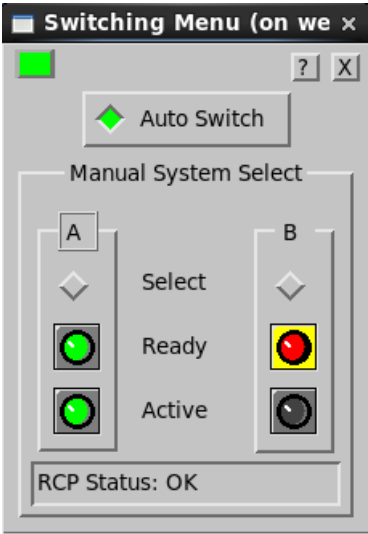 Switching Menu (on we ×
? X
Auto Switch
Manual System Select
A B
Select
Ready
Active
RCP Status: OK